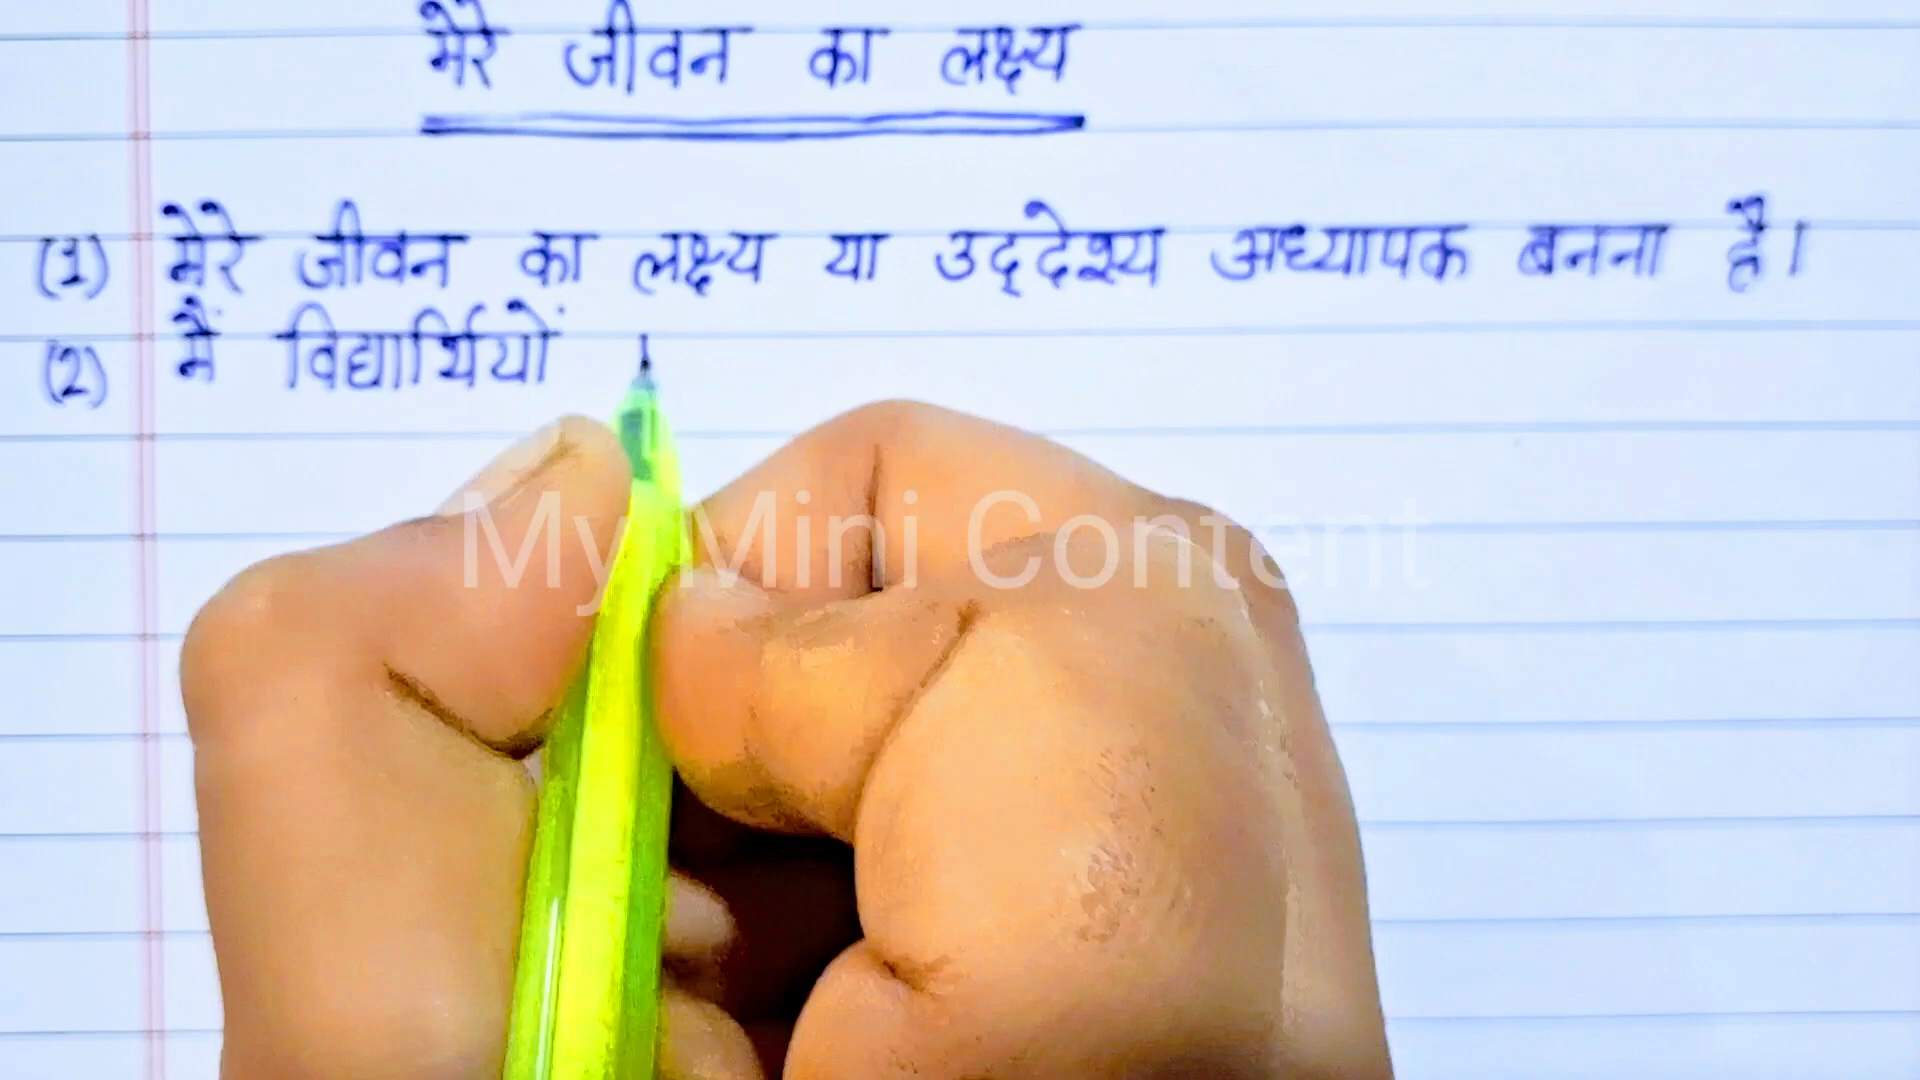 मेरे जीवन का लक्ष्य
(1) मेरे जीवन का लक्ष्य या उद्देश्य अध्यापक बनना है।
(2) मैं विद्यार्थियों
My Mini Content